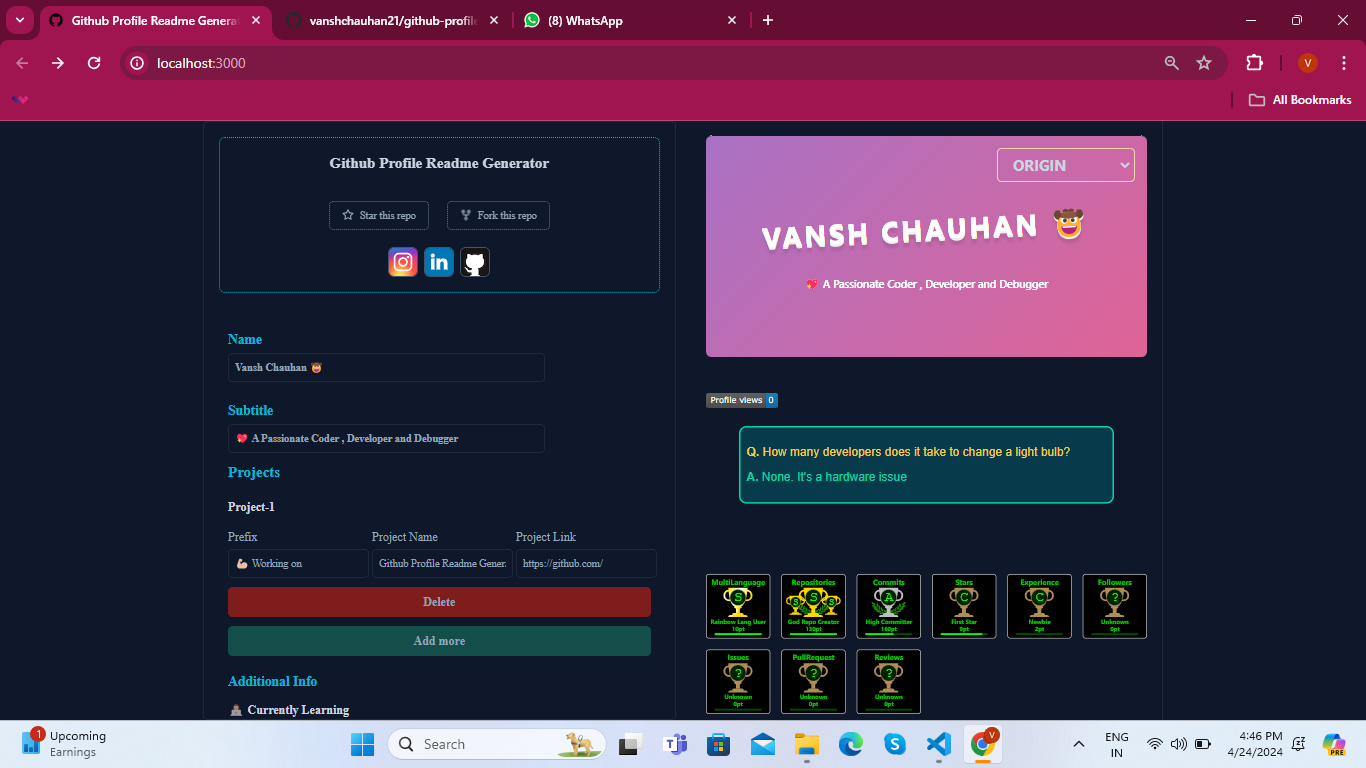 Github Profile Readme Genera
vanshchauhan21/github-profile
(8) WhatsApp
localhost:3000
V
All Bookmarks
Github Profile Readme Generator
Star this repo
Fork this repo
in
Name
Vansh Chauhan 🤠
Subtitle
💖 A Passionate Coder , Developer and Debugger
Projects
Project-1
Prefix
Project Name
Project Link
💪🏻 Working on
Github Profile Readme Gener
https://github.com/
Delete
Add more
Additional Info
Currently Learning
ORIGIN
VANSH CHAUHAN 🤠
💖 A Passionate Coder , Developer and Debugger
Profile views 0
Q. How many developers does it take to change a light bulb?
A. None. It's a hardware issue
MultiLanguage
S
Rainbow Lang User
10pt
Repositories
S S S
God Repo Creator
130pt
Commits
A
High Committer
Stars
C
First Star
Experience
C
Newbie
2pt
Followers
?
Unknown
0pt
Issues
?
Unknown
0pt
PullRequest
?
Unknown
0pt
Reviews
?
Unknown
0pt
1
Upcoming
Earnings
Search
V
ENG
IN
4:46 PM
4/24/2024
PRE